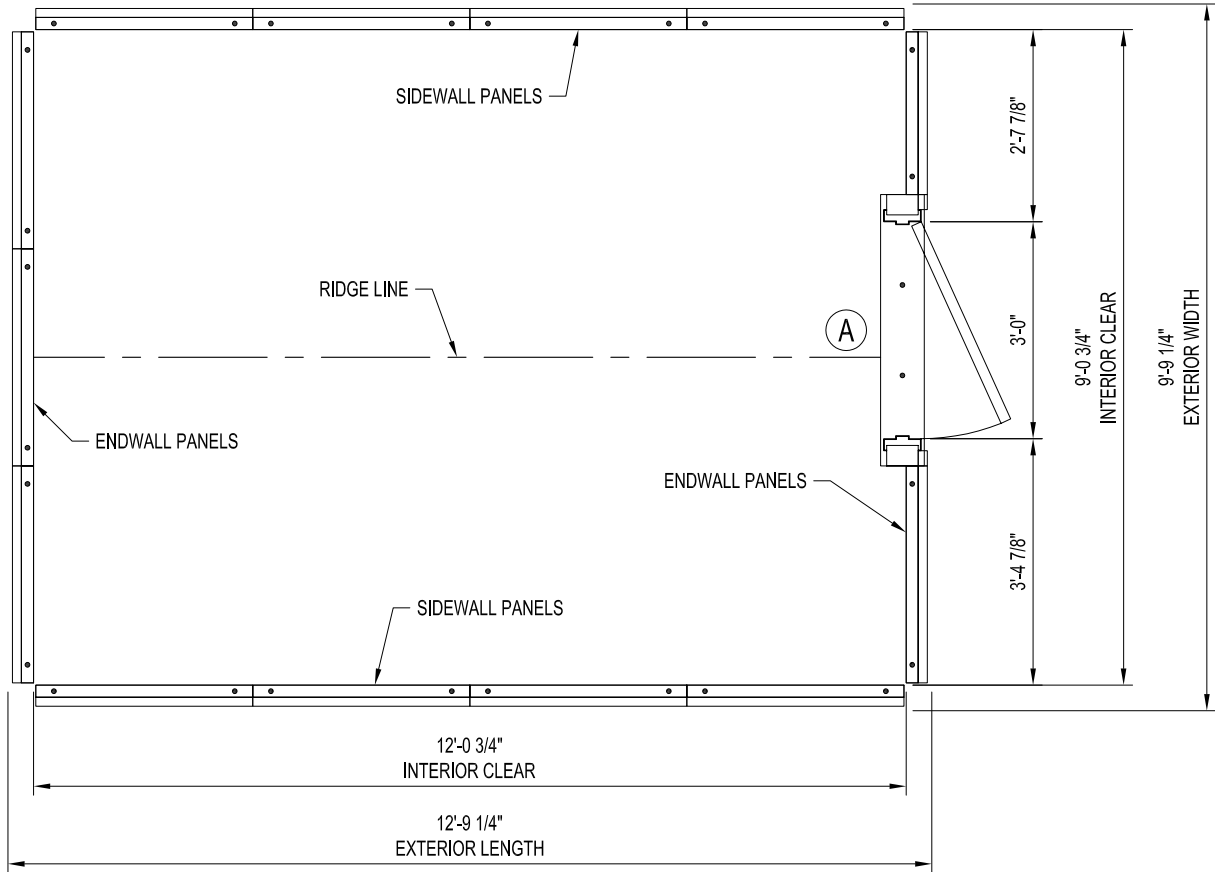 SIDEWALL PANELS
2'-7 7/8"
RIDGE LINE
A
3'-0"
9'-0 3/4"
INTERIOR CLEAR
9'-9 1/4"
EXTERIOR WIDTH
ENDWALL PANELS
ENDWALL PANELS
3'-4 7/8"
SIDEWALL PANELS
12'-0 3/4"
INTERIOR CLEAR
12'-9 1/4"
EXTERIOR LENGTH